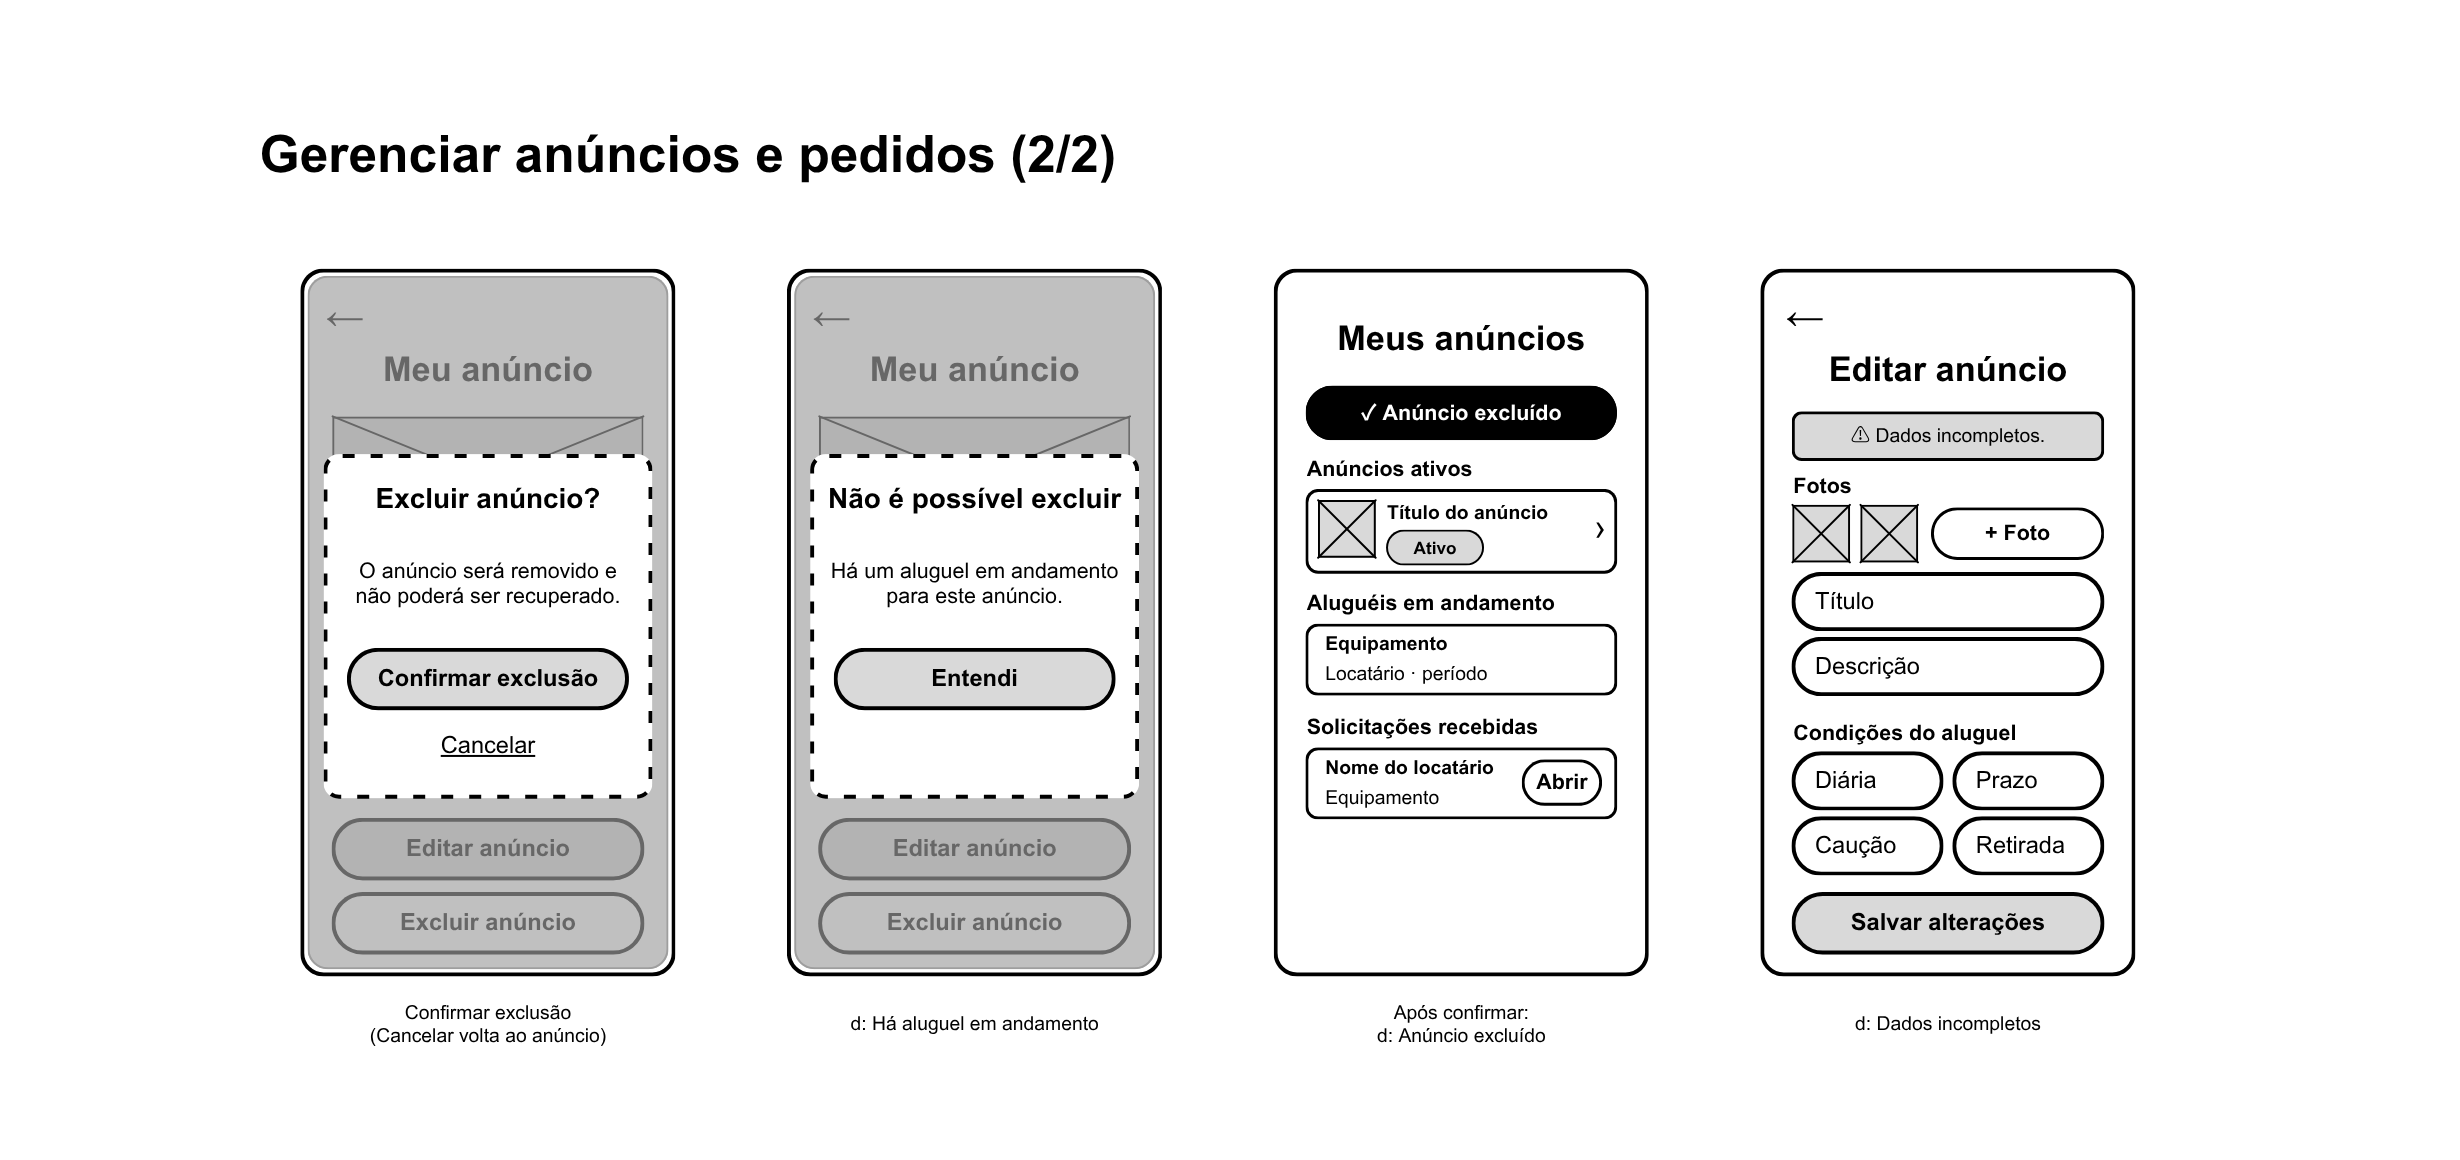 Gerenciar anúncios e pedidos (2/2)
←
Meu anúncio
Excluir anúncio?
O anúncio será removido e
não poderá ser recuperado.
Confirmar exclusão
Cancelar
Editar anúncio
Excluir anúncio
Confirmar exclusão
(Cancelar volta ao anúncio)
←
Meu anúncio
Não é possível excluir
Há um aluguel em andamento
para este anúncio.
Entendi
Editar anúncio
Excluir anúncio
d: Há aluguel em andamento
Meus anúncios
✓ Anúncio excluído
Anúncios ativos
Título do anúncio
Ativo
›
Aluguéis em andamento
Equipamento
Locatário · período
Solicitações recebidas
Nome do locatário
Equipamento
Abrir
Após confirmar:
d: Anúncio excluído
←
Editar anúncio
⚠ Dados incompletos.
Fotos
+ Foto
Título
Descrição
Condições do aluguel
Diária
Prazo
Caução
Retirada
Salvar alterações
d: Dados incompletos